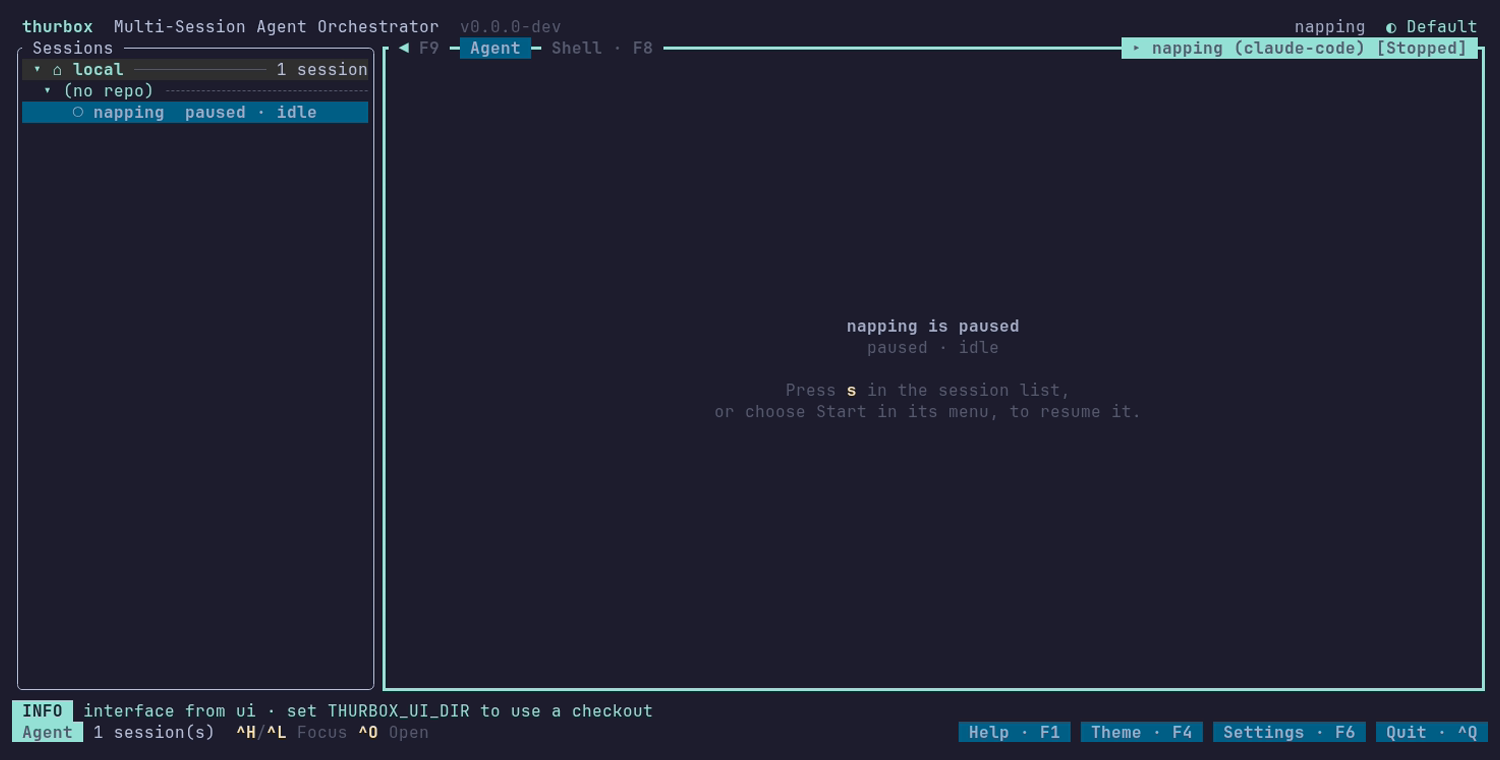 thurbox  Multi-Session Agent Orchestrator  v0.0.0-dev  napping  ◐ Default
Sessions  ◀ F9  Agent  Shell · F8  ▸ napping (claude-code) [Stopped]
▾ ⌂ local  1 session
▾ (no repo)
○ napping  paused · idle
napping is paused
paused · idle
Press s in the session list,
or choose Start in its menu, to resume it.
INFO  interface from ui · set THURBOX_UI_DIR to use a checkout
Agent  1 session(s)  ^H/^L Focus ^O Open  Help · F1  Theme · F4  Settings · F6  Quit · ^Q